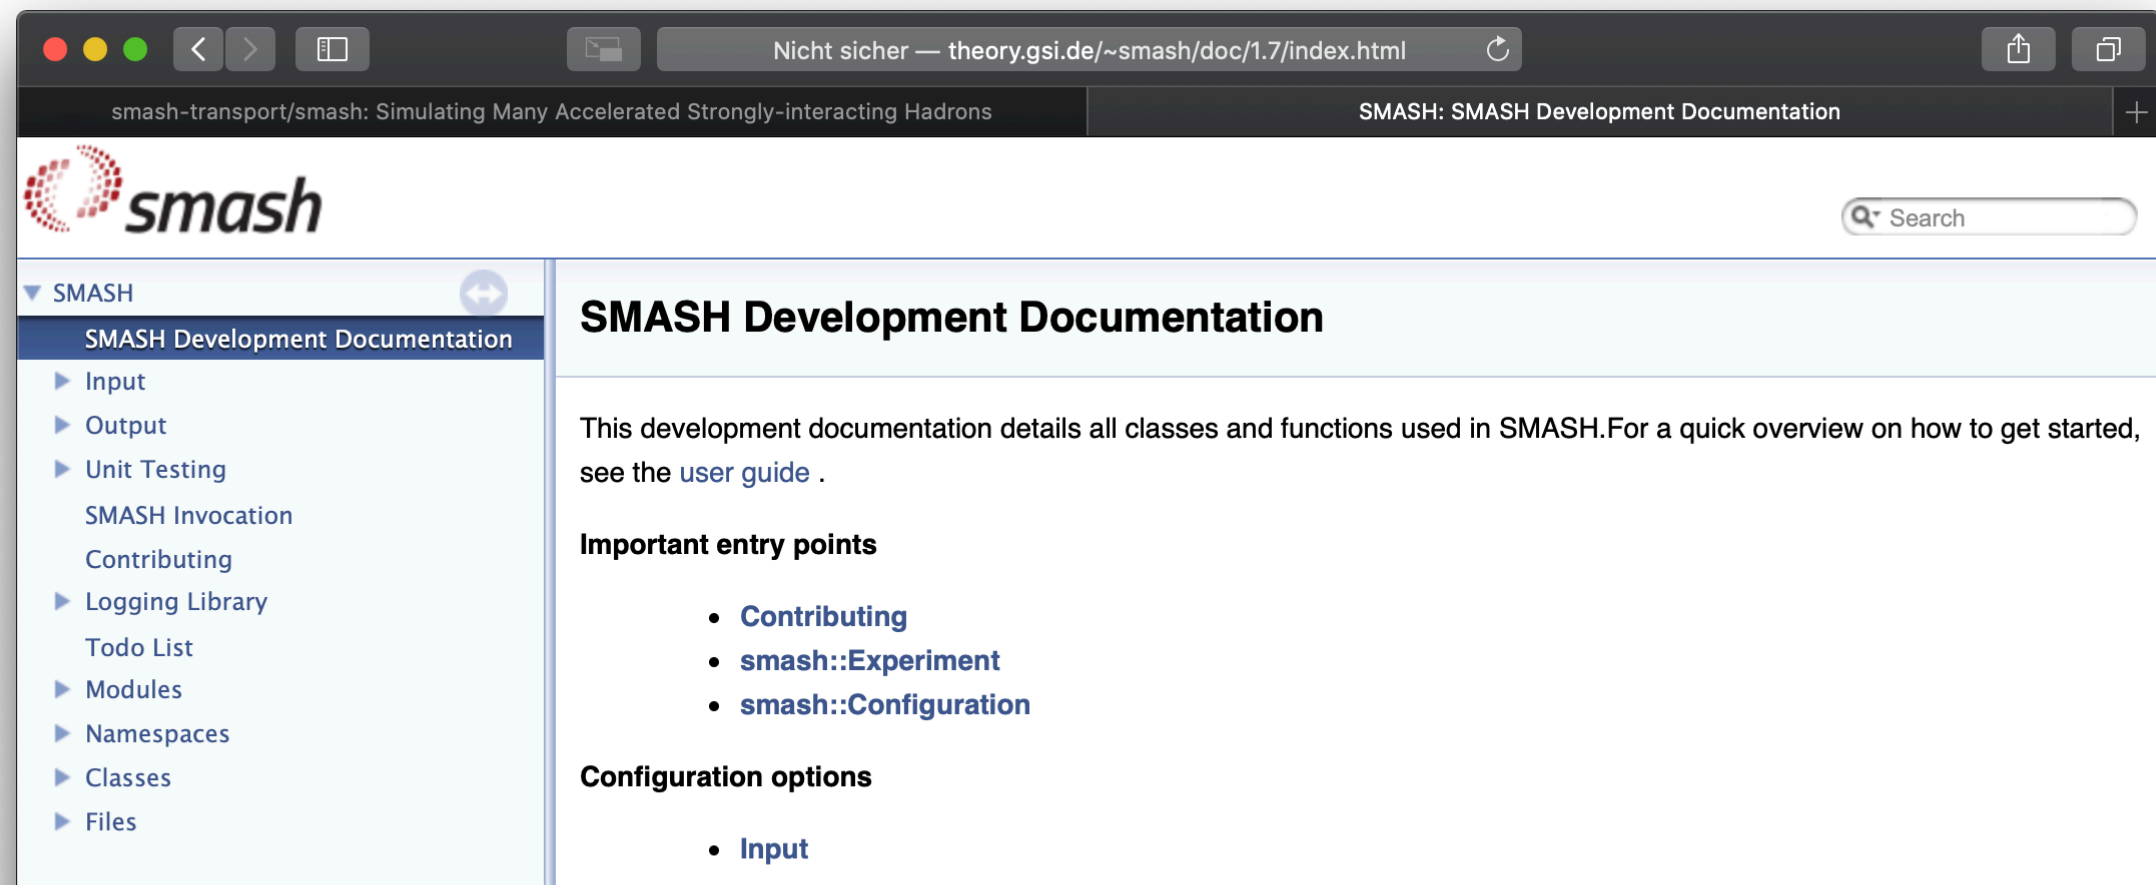 Nicht sicher — theory.gsi.de/~smash/doc/1.7/index.html
smash-transport/smash: Simulating Many Accelerated Strongly-interacting Hadrons
SMASH: SMASH Development Documentation
smash
Search
SMASH
SMASH Development Documentation
Input
Output
Unit Testing
SMASH Invocation
Contributing
Logging Library
Todo List
Modules
Namespaces
Classes
Files
SMASH Development Documentation
This development documentation details all classes and functions used in SMASH.For a quick overview on how to get started,
see the user guide .
Important entry points
• Contributing
• smash::Experiment
• smash::Configuration
Configuration options
• Input